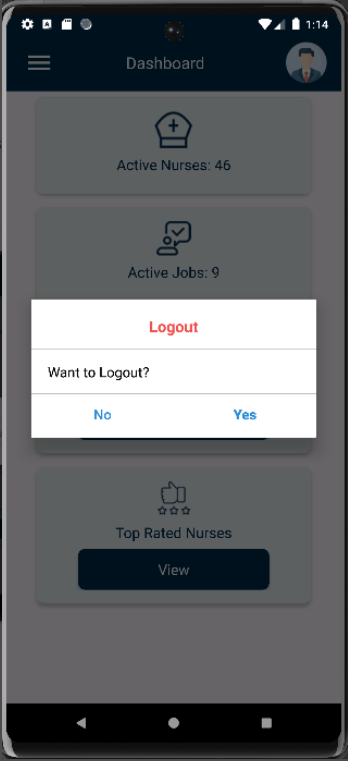 1:14
Dashboard
Active Nurses: 46
Active Jobs: 9
Logout
Want to Logout?
No Yes
Top Rated Nurses
View